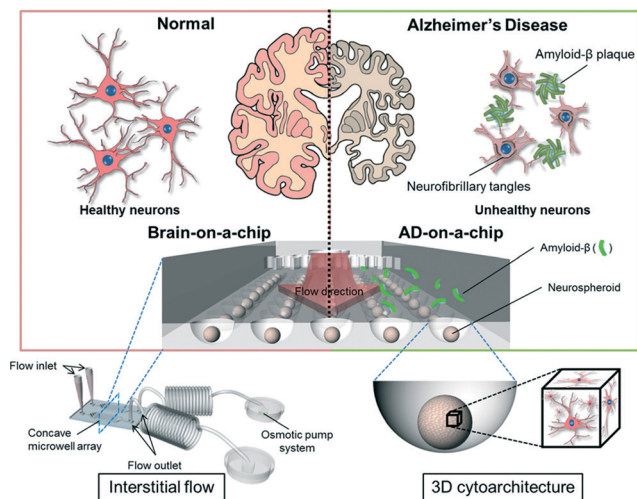 Normal
Alzheimer's Disease
Amyloid-β plaque
Neurofibrillary tangles
Healthy neurons
Unhealthy neurons
Brain-on-a-chip
AD-on-a-chip
Amyloid-β ( )
Flow direction
Neurospheroid
Flow inlet
Concave
microwell array
Flow outlet
Osmotic pump
system
Interstitial flow
3D cytoarchitecture